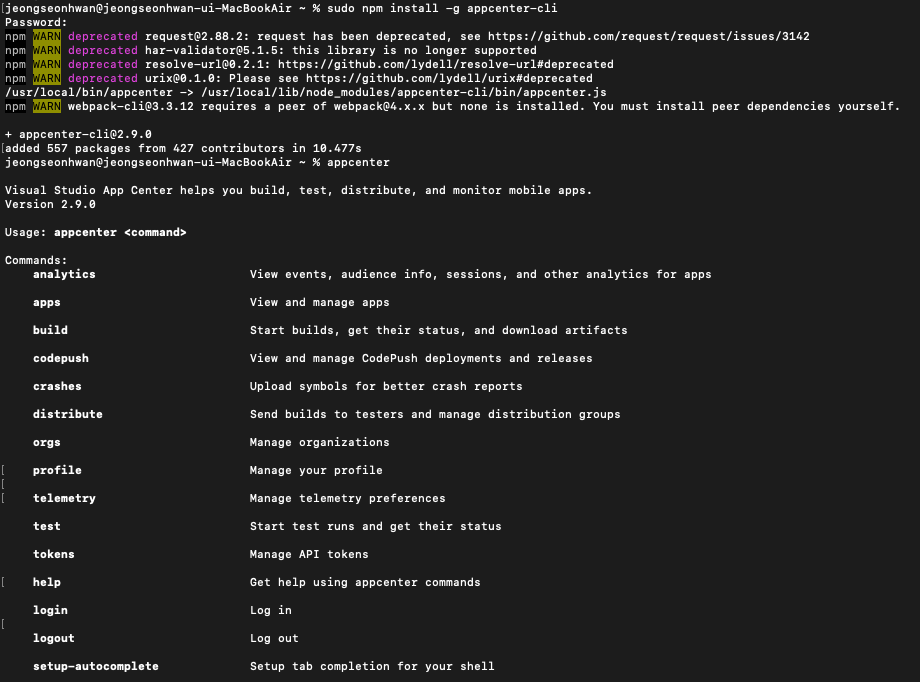 jeongseonhwan@jeongseonhwan-ui-MacBookAir ~ % sudo npm install -g appcenter-cli
Password:
npm WARN deprecated request@2.88.2: request has been deprecated, see https://github.com/request/request/issues/3142
npm WARN deprecated har-validator@5.1.5: this library is no longer supported
npm WARN deprecated resolve-url@0.2.1: https://github.com/lydell/resolve-url#deprecated
npm WARN deprecated urix@0.1.0: Please see https://github.com/lydell/urix#deprecated
/usr/local/bin/appcenter -> /usr/local/lib/node_modules/appcenter-cli/bin/appcenter.js
npm WARN webpack-cli@3.3.12 requires a peer of webpack@4.x.x but none is installed. You must install peer dependencies yourself.
+ appcenter-cli@2.9.0
added 557 packages from 427 contributors in 10.477s
jeongseonhwan@jeongseonhwan-ui-MacBookAir ~ % appcenter
Visual Studio App Center helps you build, test, distribute, and monitor mobile apps.
Version 2.9.0
Usage: appcenter <command>
Commands:
analytics View events, audience info, sessions, and other analytics for apps
apps View and manage apps
build Start builds, get their status, and download artifacts
codepush View and manage CodePush deployments and releases
crashes Upload symbols for better crash reports
distribute Send builds to testers and manage distribution groups
orgs Manage organizations
profile Manage your profile
telemetry Manage telemetry preferences
test Start test runs and get their status
tokens Manage API tokens
help Get help using appcenter commands
login Log in
logout Log out
setup-autocomplete Setup tab completion for your shell